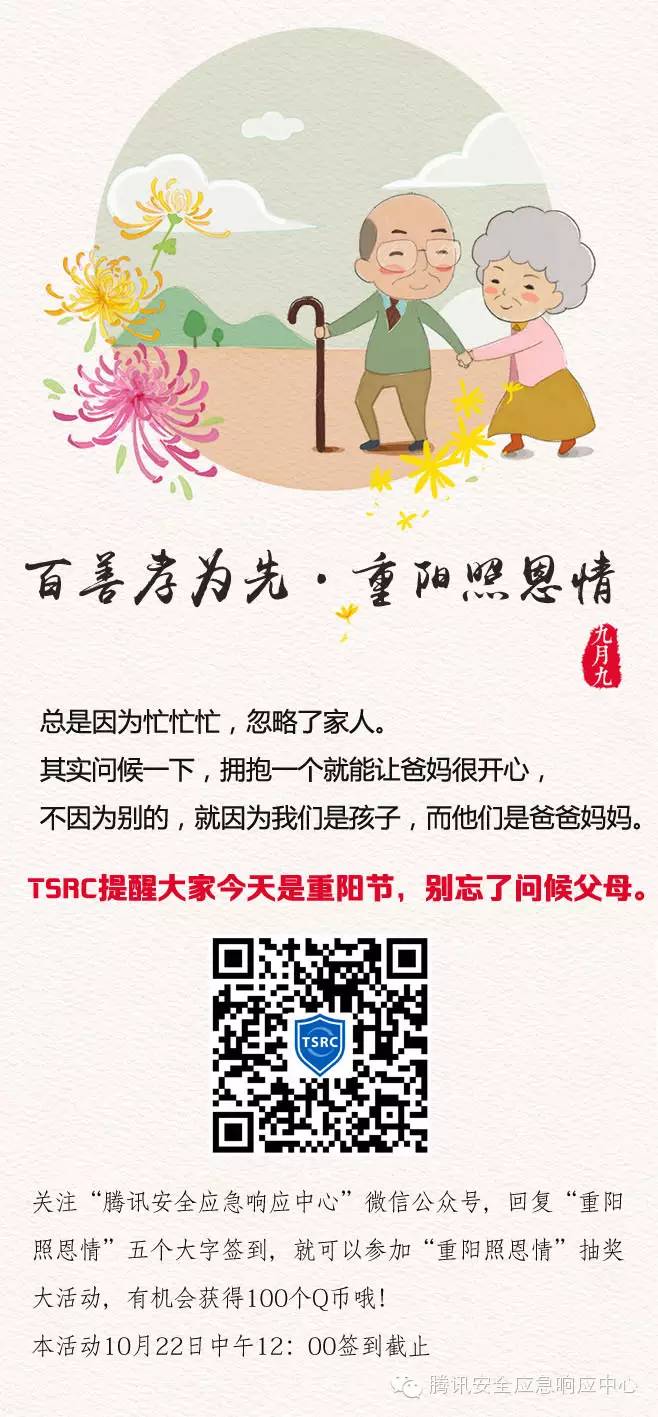 百善孝为先·重阳照恩情
九月九
总是因为忙忙忙，忽略了家人。
其实问候一下，拥抱一个就能让爸妈很开心，
不因为别的，就因为我们是孩子，而他们是爸爸妈妈。
TSRC提醒大家今天是重阳节，别忘了问候父母。
TSRC
关注“腾讯安全应急响应中心”微信公众号，回复“重阳
照恩情”五个大字签到，就可以参加“重阳照恩情”抽奖
大活动，有机会获得100个Q币哦！
本活动10月22日中午12：00签到截止
腾讯安全应急响应中心